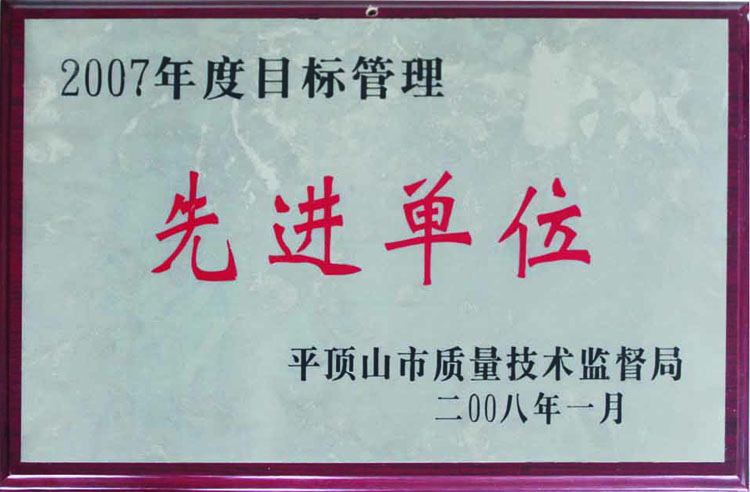 2007年度目标管理
先进单位
平顶山市质量技术监督局
二00八年一月